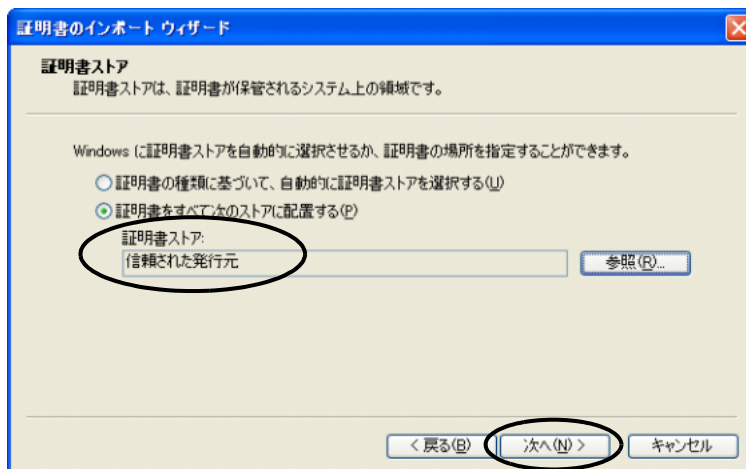 証明書のインポート ウィザード
証明書ストア
証明書ストアは、証明書が保管されるシステム上の領域です。
Windows に証明書ストアを自動的に選択させるか、証明書の場所を指定することができます。
証明書の種類に基づいて、自動的に証明書ストアを選択する(U)
証明書をすべて次のストアに配置する(P)
証明書ストア:
信頼された発行元
参照(R)...
< 戻る(B)
次へ(N) >
キャンセル